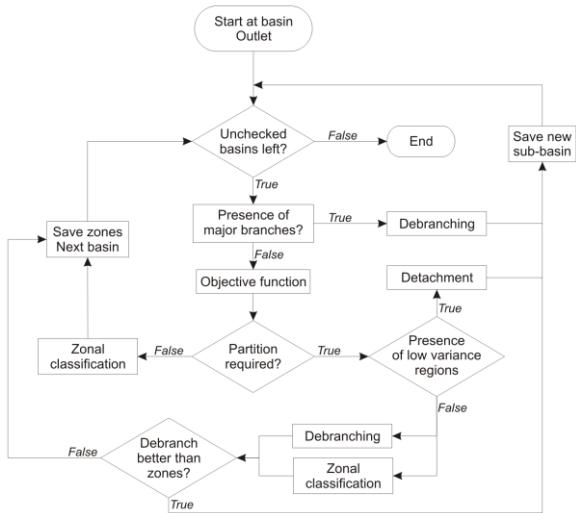 Start at basin
Outlet
Unchecked
basins left?
False
End
Save new
sub-basin
True
Save zones
Next basin
Presence of
major branches?
True
Debranching
False
Objective function
Detachment
True
Zonal
classification
False
Partition
required?
True
Presence
of low variance
regions
False
Debranching
Debranch
better than
zones?
False
Zonal
classification
True